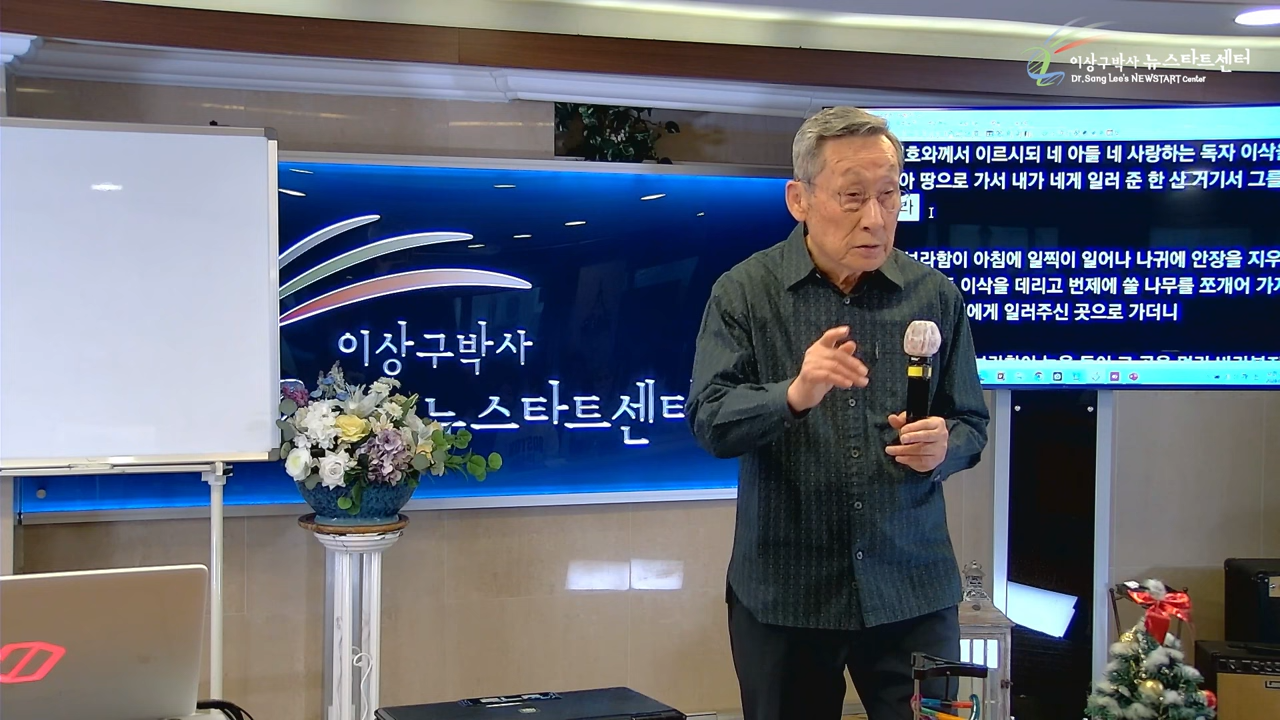 이상구박사 뉴스타트센터
Dr. Sang Lee's NEWSTART Center
호와께서 이르시되 네 아들 네 사랑하는 독자 이삭을
아 땅으로 가서 내가 네게 일러 준 한 산 거기서 그를
라
브라함이 아침에 일찍이 일어나 나귀에 안장을 지우
이삭을 데리고 번제에 쓸 나무를 쪼개어 가
에게 일러주신 곳으로 가더니
이상구박사
뉴스타트센터